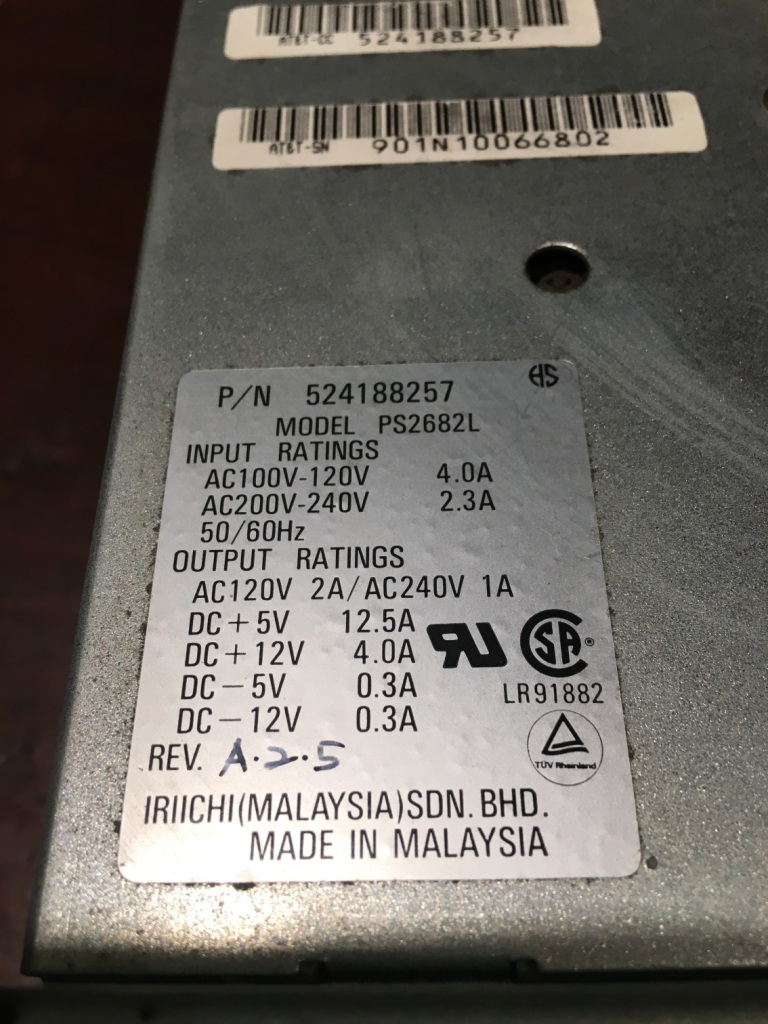 AT&T-CC 524188257
AT&T-SN 901N10066802
P/N 524188257
MODEL PS2682L
INPUT RATINGS
AC100V-120V 4.0A
AC200V-240V 2.3A
50/60Hz
OUTPUT RATINGS
AC120V 2A/AC240V 1A
DC+5V 12.5A
DC+12V 4.0A
DC-5V 0.3A
DC-12V 0.3A
LR91882
REV. A.2.5
TÜV Rheinland
IRIICHI(MALAYSIA)SDN. BHD.
MADE IN MALAYSIA